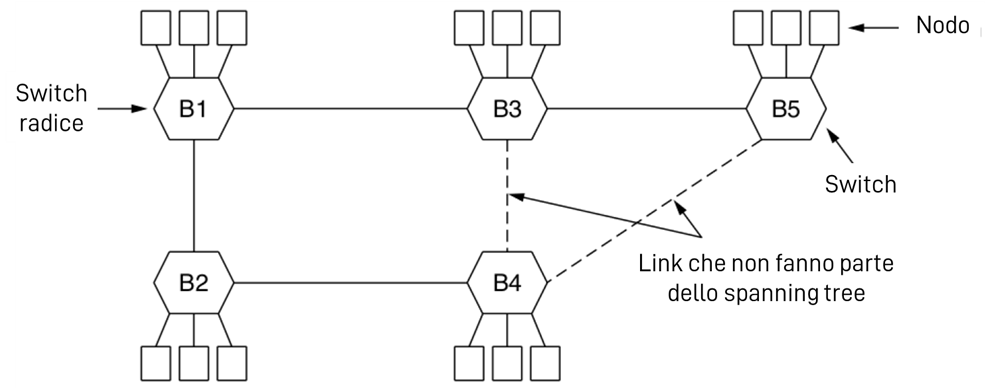 Nodo
Switch
radice
B1
B3
B5
Switch
B2
B4
Link che non fanno parte
dello spanning tree